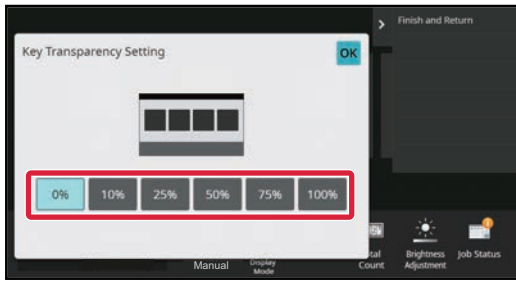 Finish and Return
Key Transparency Setting
OK
0%
10%
25%
50%
75%
100%
Manual
Display
Mode
Count
Brightness
Adjustment
Job Status